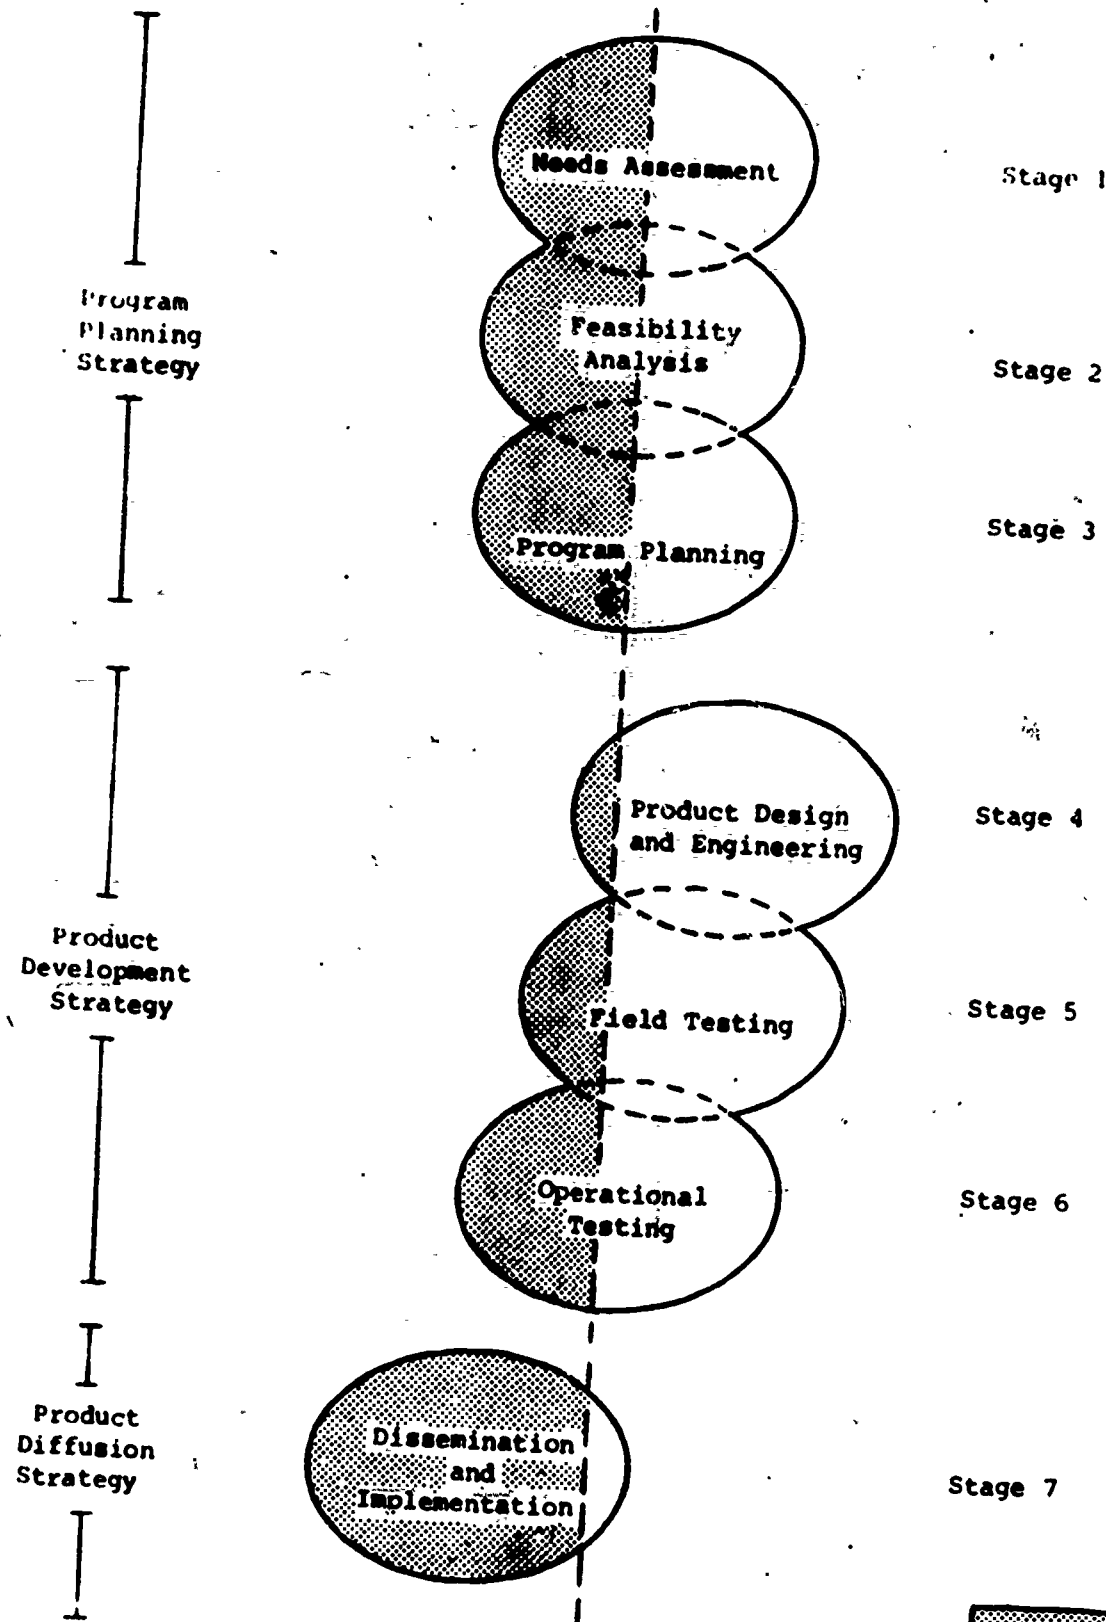 Needs Assessment
Stage 1
Program
Planning
Strategy
Feasibility
Analysis
Stage 2
Program Planning
Stage 3
Product Design
and Engineering
Stage 4
Product
Development
Strategy
Field Testing
Stage 5
Operational
Testing
Stage 6
Product
Diffusion
Strategy
Dissemination
and
Implementation
Stage 7